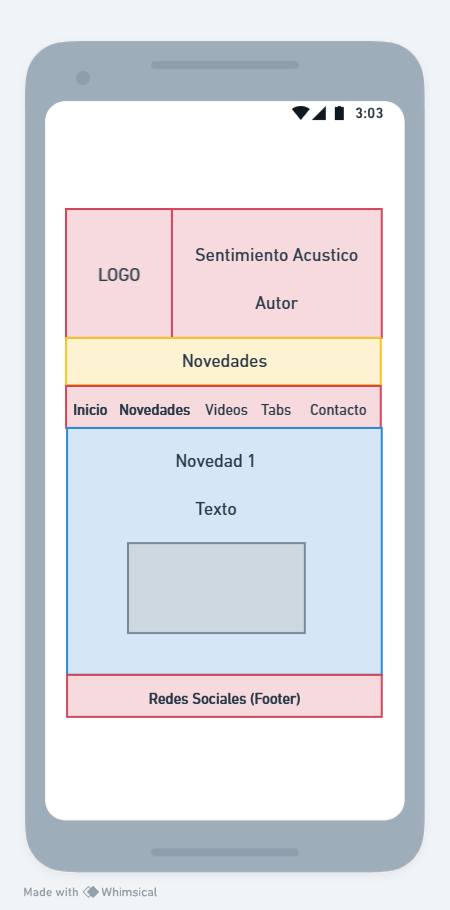 3:03
LOGO
Sentimiento Acustico
Autor
Novedades
Inicio Novedades Videos Tabs Contacto
Novedad 1
Texto
Redes Sociales (Footer)
Made with Whimsical